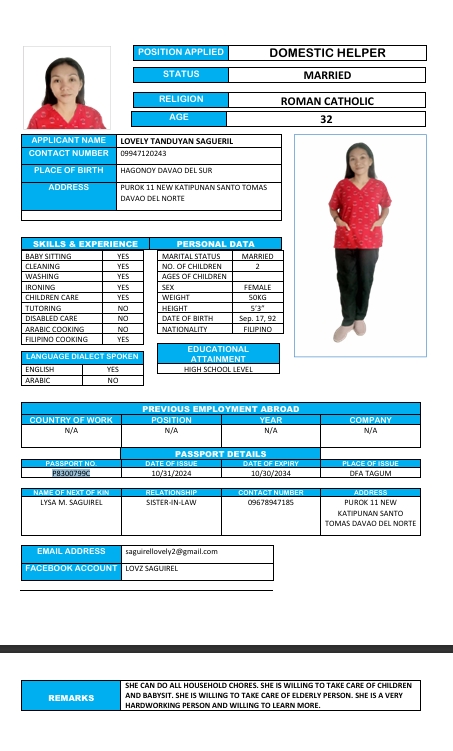 POSITION APPLIED DOMESTIC HELPER
STATUS MARRIED
RELIGION ROMAN CATHOLIC
AGE 32
APPLICANT NAME LOVELY TANDUYAN SAGUERIL
CONTACT NUMBER 09947120243
PLACE OF BIRTH HAGONOY DAVAO DEL SUR
ADDRESS PUROK 11 NEW KATIPUNAN SANTO TOMAS
DAVAO DEL NORTE
SKILLS & EXPERIENCE
BABY SITTING YES
CLEANING YES
WASHING YES
IRONING YES
CHILDREN CARE YES
TUTORING NO
DISABLED CARE NO
ARABIC COOKING NO
FILIPINO COOKING YES
PERSONAL DATA
MARITAL STATUS MARRIED
NO. OF CHILDREN 2
AGES OF CHILDREN
SEX FEMALE
WEIGHT 50KG
HEIGHT 5'3"
DATE OF BIRTH Sep. 17, 92
NATIONALITY FILIPINO
LANGUAGE DIALECT SPOKEN
ENGLISH YES
ARABIC NO
EDUCATIONAL
ATTAINMENT
HIGH SCHOOL LEVEL
PREVIOUS EMPLOYMENT ABROAD
COUNTRY OF WORK POSITION YEAR COMPANY
N/A N/A N/A N/A
PASSPORT DETAILS
PASSPORT NO. DATE OF ISSUE DATE OF EXPIRY PLACE OF ISSUE
P8300799C 10/31/2024 10/30/2034 DFA TAGUM
NAME OF NEXT OF KIN RELATIONSHIP CONTACT NUMBER ADDRESS
LYSA M. SAGUIREL SISTER-IN-LAW 09678947185 PUROK 11 NEW
KATIPUNAN SANTO
TOMAS DAVAO DEL NORTE
EMAIL ADDRESS saguirellovely2@gmail.com
FACEBOOK ACCOUNT LOVZ SAGUIREL
REMARKS
SHE CAN DO ALL HOUSEHOLD CHORES. SHE IS WILLING TO TAKE CARE OF CHILDREN
AND BABYSIT. SHE IS WILLING TO TAKE CARE OF ELDERLY PERSON. SHE IS A VERY
HARDWORKING PERSON AND WILLING TO LEARN MORE.